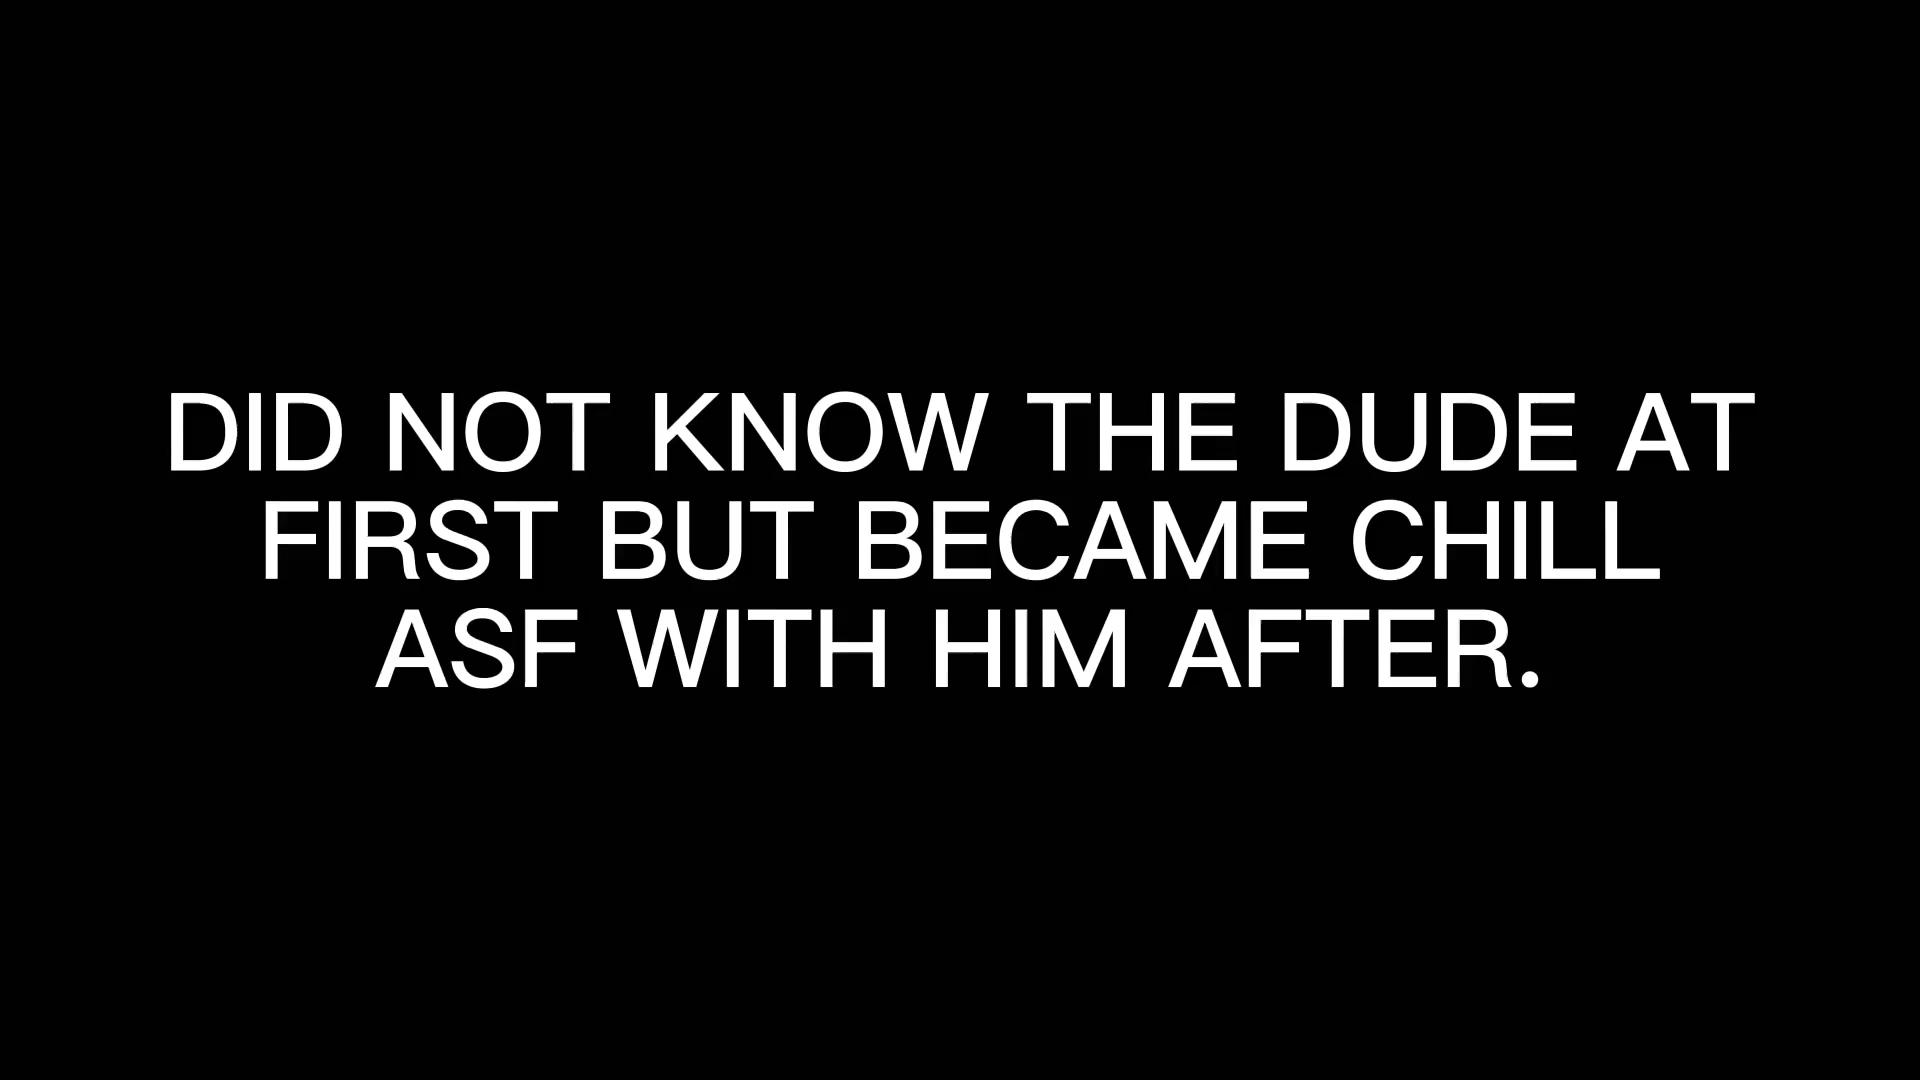 DID NOT KNOW THE DUDE AT
FIRST BUT BECAME CHILL
ASF WITH HIM AFTER.